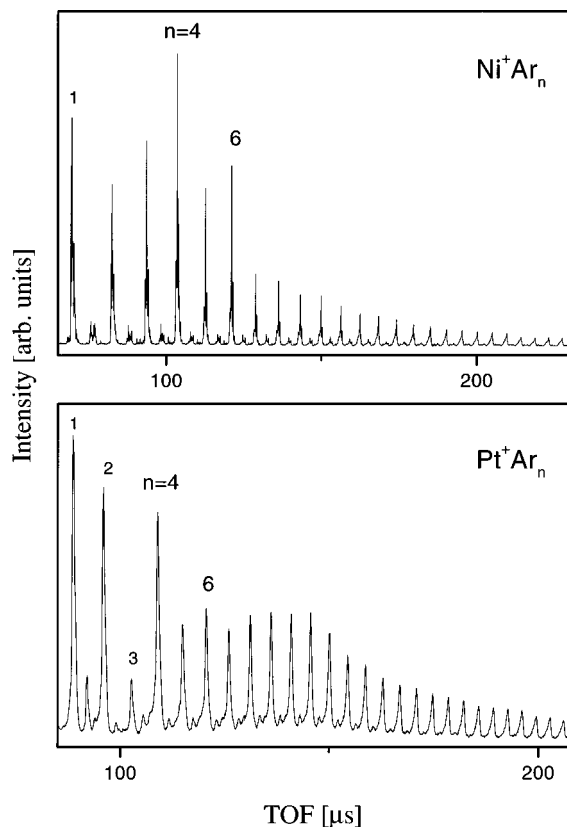 n=4
Ni⁺Arₙ
1
6
100
200
Intensity [arb. units]
1
Pt⁺Arₙ
2
n=4
6
3
100
200
TOF [µs]